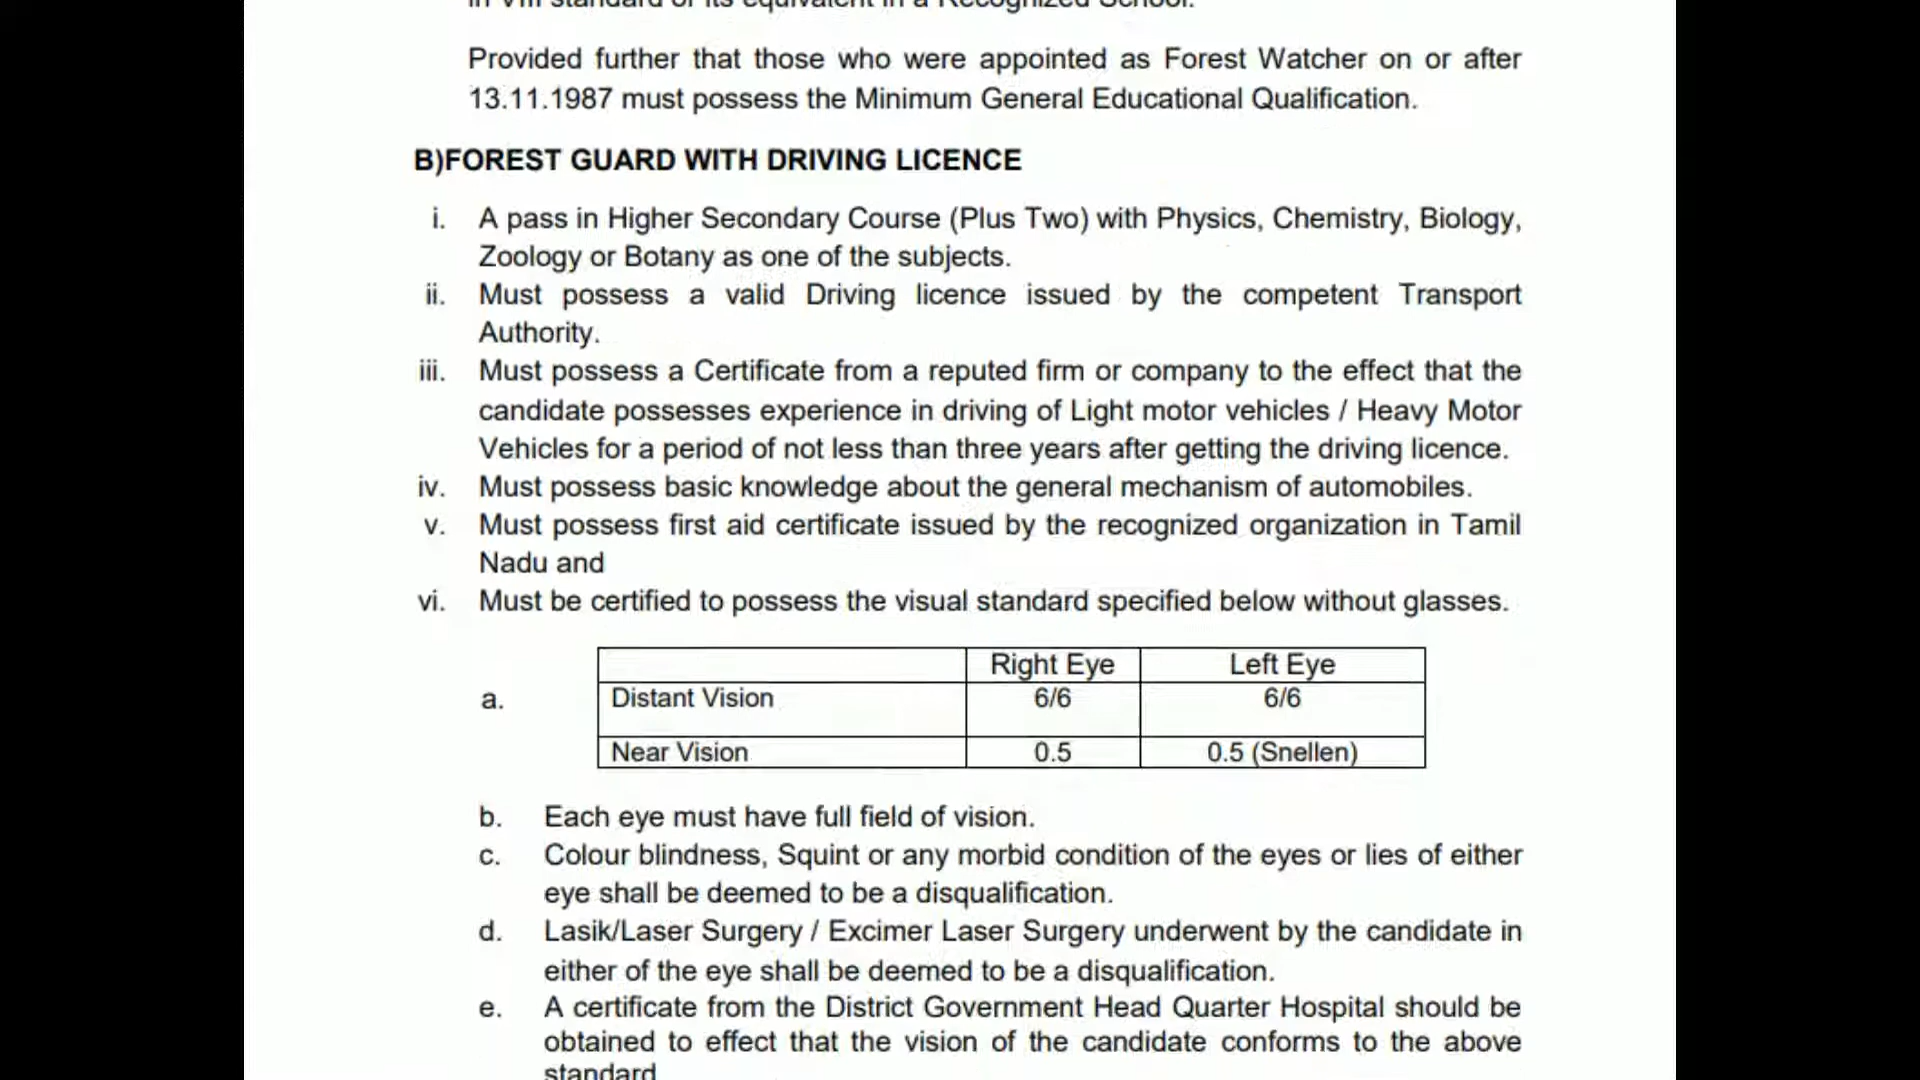 in VIII standard or its equivalent in a Recognized School.
Provided further that those who were appointed as Forest Watcher on or after
13.11.1987 must possess the Minimum General Educational Qualification.
B)FOREST GUARD WITH DRIVING LICENCE
i. A pass in Higher Secondary Course (Plus Two) with Physics, Chemistry, Biology,
Zoology or Botany as one of the subjects.
ii. Must possess a valid Driving licence issued by the competent Transport
Authority.
iii. Must possess a Certificate from a reputed firm or company to the effect that the
candidate possesses experience in driving of Light motor vehicles / Heavy Motor
Vehicles for a period of not less than three years after getting the driving licence.
iv. Must possess basic knowledge about the general mechanism of automobiles.
v. Must possess first aid certificate issued by the recognized organization in Tamil
Nadu and
vi. Must be certified to possess the visual standard specified below without glasses.
Right Eye Left Eye
a. Distant Vision 6/6 6/6
Near Vision 0.5 0.5 (Snellen)
b. Each eye must have full field of vision.
c. Colour blindness, Squint or any morbid condition of the eyes or lies of either
eye shall be deemed to be a disqualification.
d. Lasik/Laser Surgery / Excimer Laser Surgery underwent by the candidate in
either of the eye shall be deemed to be a disqualification.
e. A certificate from the District Government Head Quarter Hospital should be
obtained to effect that the vision of the candidate conforms to the above
standard